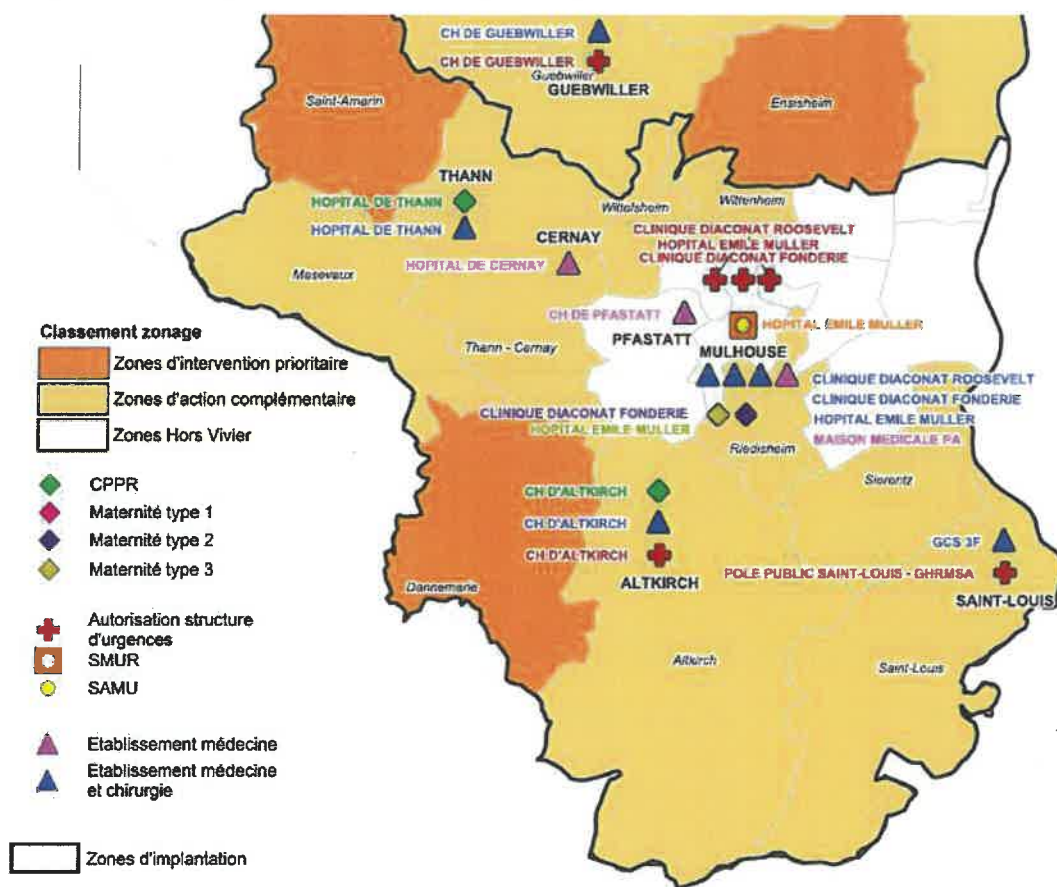 CH DE GUEBWILLER
CH DE GUEBWILLER
Guebwiller
GUEBWILLER
Saint-Amarin
Ensisheim
THANN
HOPITAL DE THANN
HOPITAL DE THANN
Wittelsheim
Wittenheim
CERNAY
HOPITAL DE CERNAY
CLINIQUE DIACONAT ROOSEVELT
HOPITAL EMILE MULLER
CLINIQUE DIACONAT FONDERIE
Masevaux
CH DE PFASTATT
PFASTATT
HOPITAL EMILE MULLER
MULHOUSE
Thann - Cernay
CLINIQUE DIACONAT ROOSEVELT
CLINIQUE DIACONAT FONDERIE
HOPITAL EMILE MULLER
MAISON MEDICALE PA
CLINIQUE DIACONAT FONDERIE
HOPITAL EMILE MULLER
Riedisheim
Sierentz
CH D'ALTKIRCH
CH D'ALTKIRCH
CH D'ALTKIRCH
ALTKIRCH
GCS 3F
POLE PUBLIC SAINT-LOUIS - GHRMSA
SAINT-LOUIS
Dannemarie
Altkirch
Saint-Louis
Classement zonage
Zones d'intervention prioritaire
Zones d'action complémentaire
Zones Hors Vivier
CPPR
Maternité type 1
Maternité type 2
Maternité type 3
Autorisation structure
d'urgences
SMUR
SAMU
Etablissement médecine
Etablissement médecine
et chirurgie
Zones d'implantation